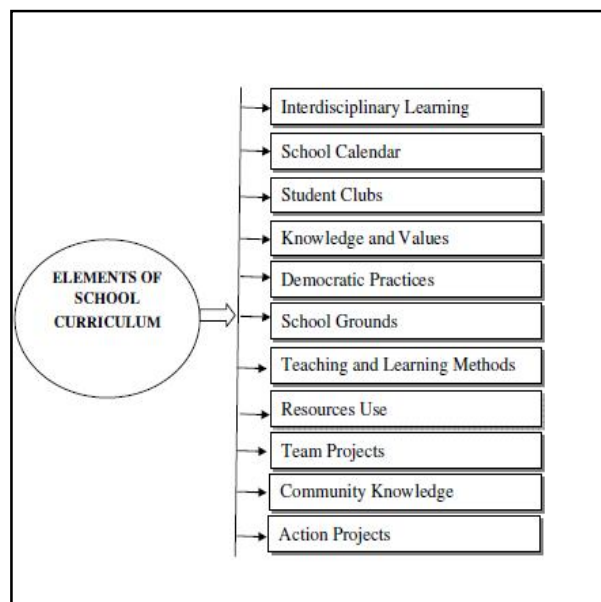 Interdisciplinary Learning
School Calendar
Student Clubs
Knowledge and Values
ELEMENTS OF
SCHOOL
CURRICULUM
Democratic Practices
School Grounds
Teaching and Learning Methods
Resources Use
Team Projects
Community Knowledge
Action Projects